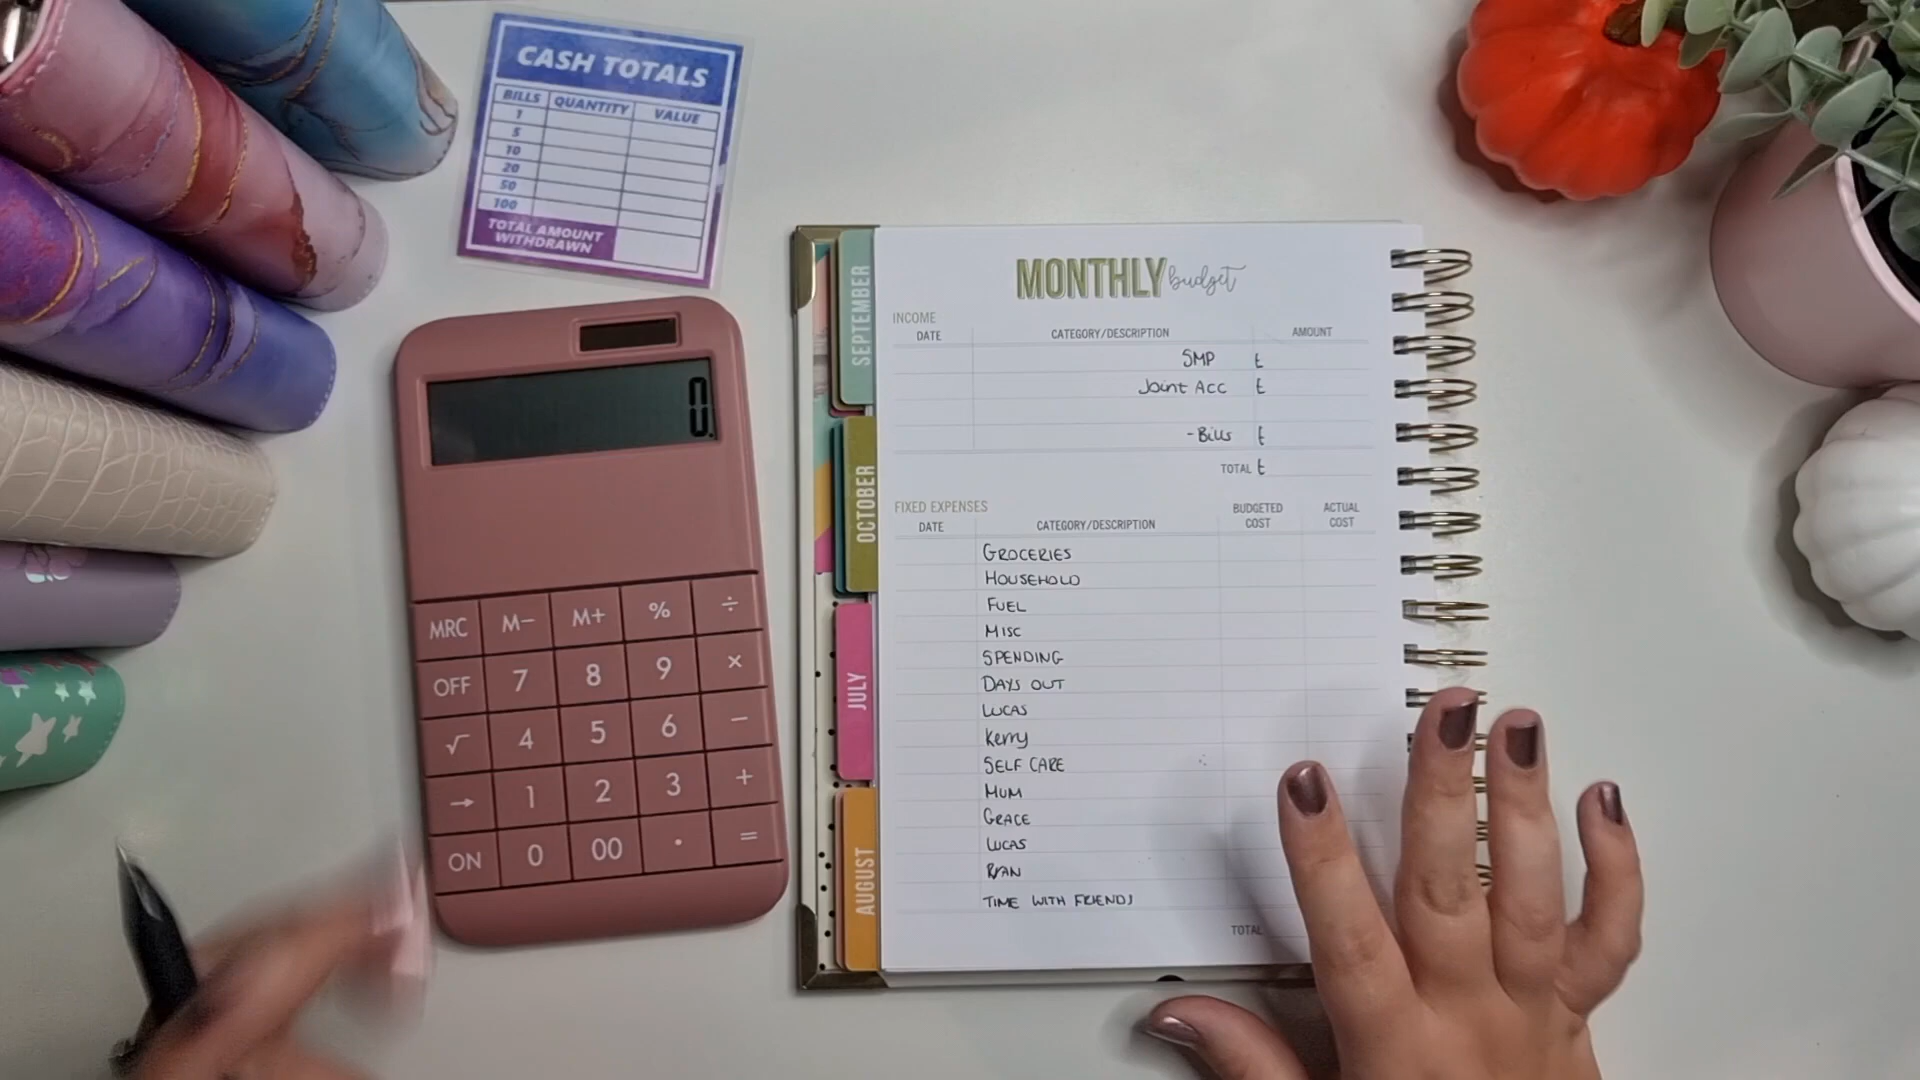 CASH TOTALS
BILLS QUANTITY VALUE
1
5
10
20
50
100
TOTAL AMOUNT
WITHDRAWN
0.
MRC M− M+ % ÷
OFF 7 8 9 ×
√ 4 5 6 −
→ 1 2 3 +
ON 0 00 . =
SEPTEMBER
OCTOBER
JULY
AUGUST
MONTHLY budget
INCOME
DATE CATEGORY/DESCRIPTION AMOUNT
SMP £
Joint Acc £
-Bills £
TOTAL £
FIXED EXPENSES
DATE CATEGORY/DESCRIPTION BUDGETED COST ACTUAL COST
GROCERIES
HOUSEHOLD
FUEL
MISC
SPENDING
DAYS OUT
LUCAS
Kerry
SELF CARE
MUM
GRACE
LUCAS
RYAN
TIME WITH FRIENDS
TOTAL